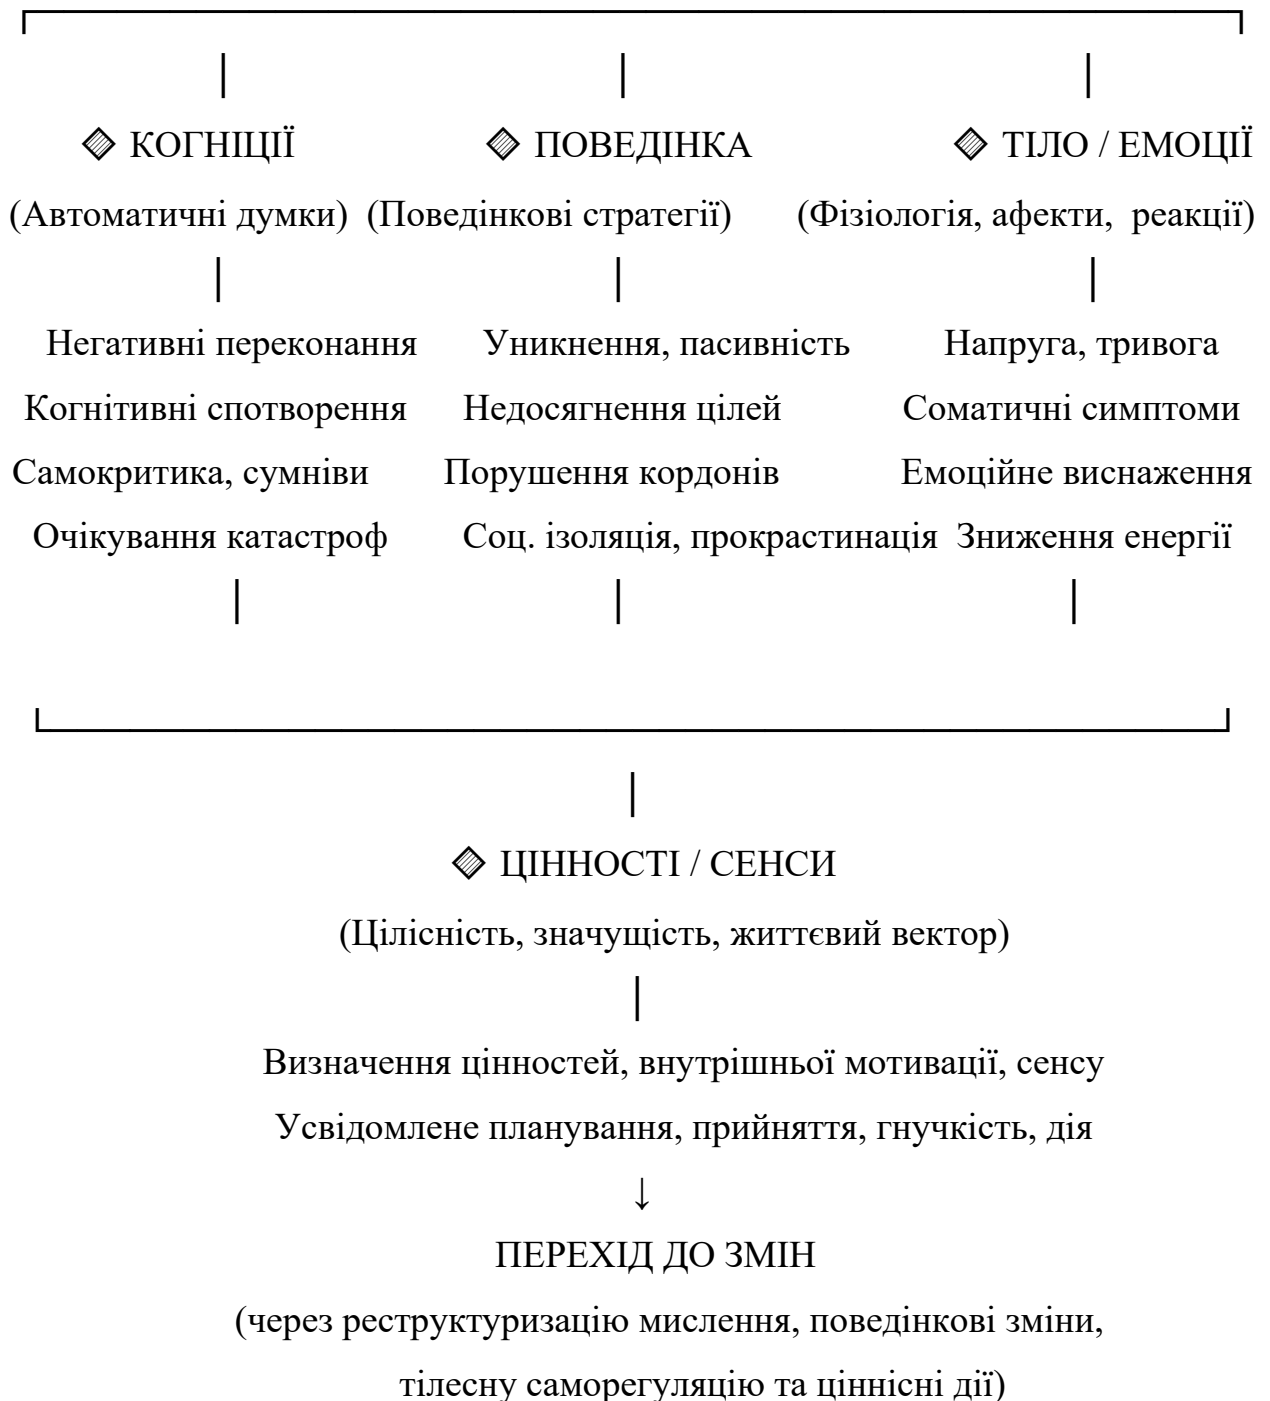 КОГНІЦІЇ ПОВЕДІНКА ТІЛО / ЕМОЦІЇ
(Автоматичні думки) (Поведінкові стратегії) (Фізіологія, афекти, реакції)
Негативні переконання Уникнення, пасивність Напруга, тривога
Когнітивні спотворення Недосягнення цілей Соматичні симптоми
Самокритика, сумніви Порушення кордонів Емоційне виснаження
Очікування катастроф Соц. ізоляція, прокрастинація Зниження енергії
ЦІННОСТІ / СЕНСИ
(Цілісність, значущість, життєвий вектор)
Визначення цінностей, внутрішньої мотивації, сенсу
Усвідомлене планування, прийняття, гнучкість, дія
↓
ПЕРЕХІД ДО ЗМІН
(через реструктуризацію мислення, поведінкові зміни,
тілесну саморегуляцію та ціннісні дії)